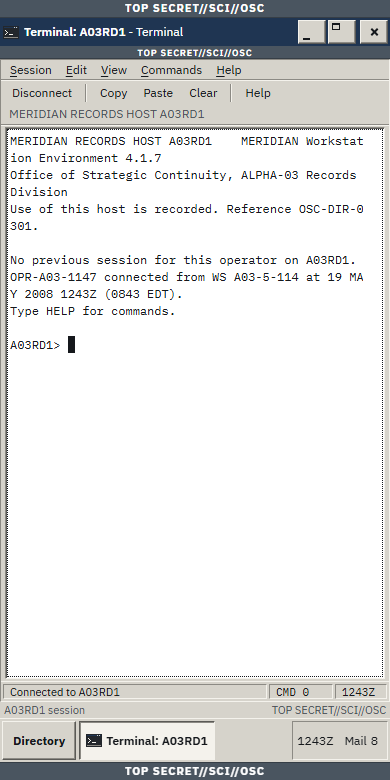 TOP SECRET//SCI//OSC
Terminal: A03RD1 - Terminal
TOP SECRET//SCI//OSC
Session Edit View Commands Help
Disconnect Copy Paste Clear Help
MERIDIAN RECORDS HOST A03RD1
MERIDIAN RECORDS HOST A03RD1    MERIDIAN Workstat
ion Environment 4.1.7
Office of Strategic Continuity, ALPHA-03 Records
Division
Use of this host is recorded. Reference OSC-DIR-0
301.
No previous session for this operator on A03RD1.
OPR-A03-1147 connected from WS A03-5-114 at 19 MA
Y 2008 1243Z (0843 EDT).
Type HELP for commands.
A03RD1>
Connected to A03RD1 CMD 0 1243Z
A03RD1 session TOP SECRET//SCI//OSC
Directory Terminal: A03RD1 1243Z Mail 8
TOP SECRET//SCI//OSC